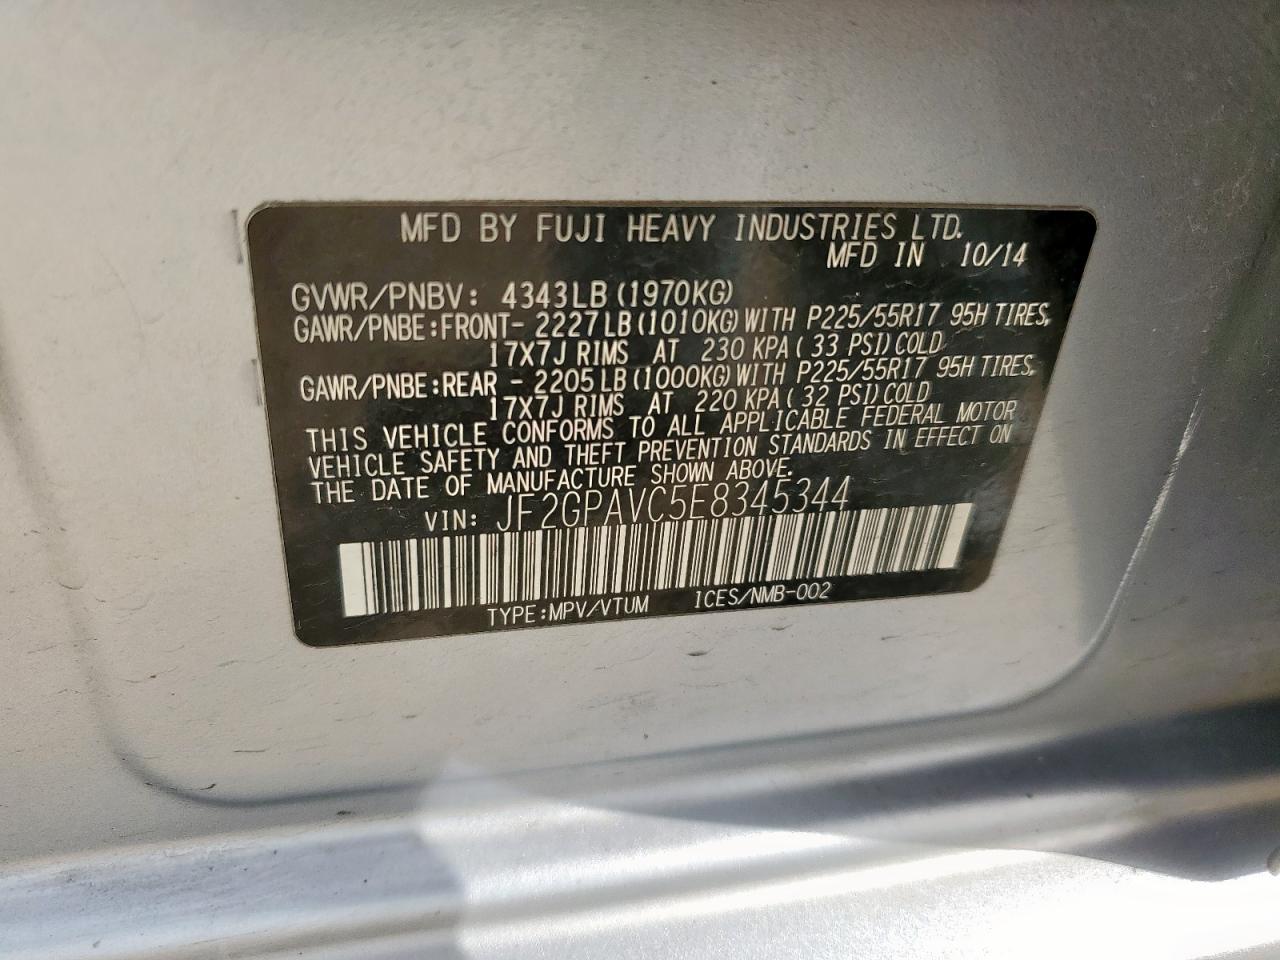 MFD BY FUJI HEAVY INDUSTRIES LTD.
MFD IN 10/14
GVWR/PNBV: 4343LB (1970KG)
GAWR/PNBE:FRONT- 2227LB (1010KG) WITH P225/55R17 95H TIRES,
17X7J RIMS AT 230 KPA ( 33 PSI) COLD
GAWR/PNBE:REAR - 2205LB (1000KG) WITH P225/55R17 95H TIRES,
17X7J RIMS AT 220 KPA ( 32 PSI) COLD
THIS VEHICLE CONFORMS TO ALL APPLICABLE FEDERAL MOTOR
VEHICLE SAFETY AND THEFT PREVENTION STANDARDS IN EFFECT ON
THE DATE OF MANUFACTURE SHOWN ABOVE.
VIN: JF2GPAVC5E8345344
TYPE:MPV/VTUM ICES/NMB-002